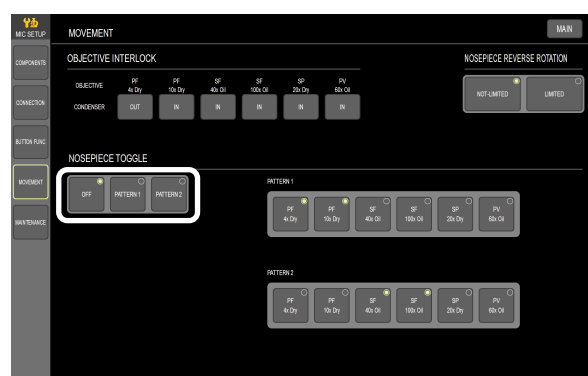 MIC SETUP
MOVEMENT
MAIN
COMPONENTS
CONNECTION
BUTTON FUNC.
MOVEMENT
MAINTENANCE
OBJECTIVE INTERLOCK
OBJECTIVE
PF 4x Dry
PF 10x Dry
SF 40x Oil
SF 100x Oil
SP 20x Dry
PV 60x Oil
CONDENSER
OUT
IN
IN
IN
IN
IN
NOSEPIECE REVERSE ROTATION
NOT-LIMITED
LIMITED
NOSEPIECE TOGGLE
OFF
PATTERN 1
PATTERN 2
PATTERN 1
PF 4x Dry
PF 10x Dry
SF 40x Oil
SF 100x Oil
SP 20x Dry
PV 60x Oil
PATTERN 2
PF 4x Dry
PF 10x Dry
SF 40x Oil
SF 100x Oil
SP 20x Dry
PV 60x Oil